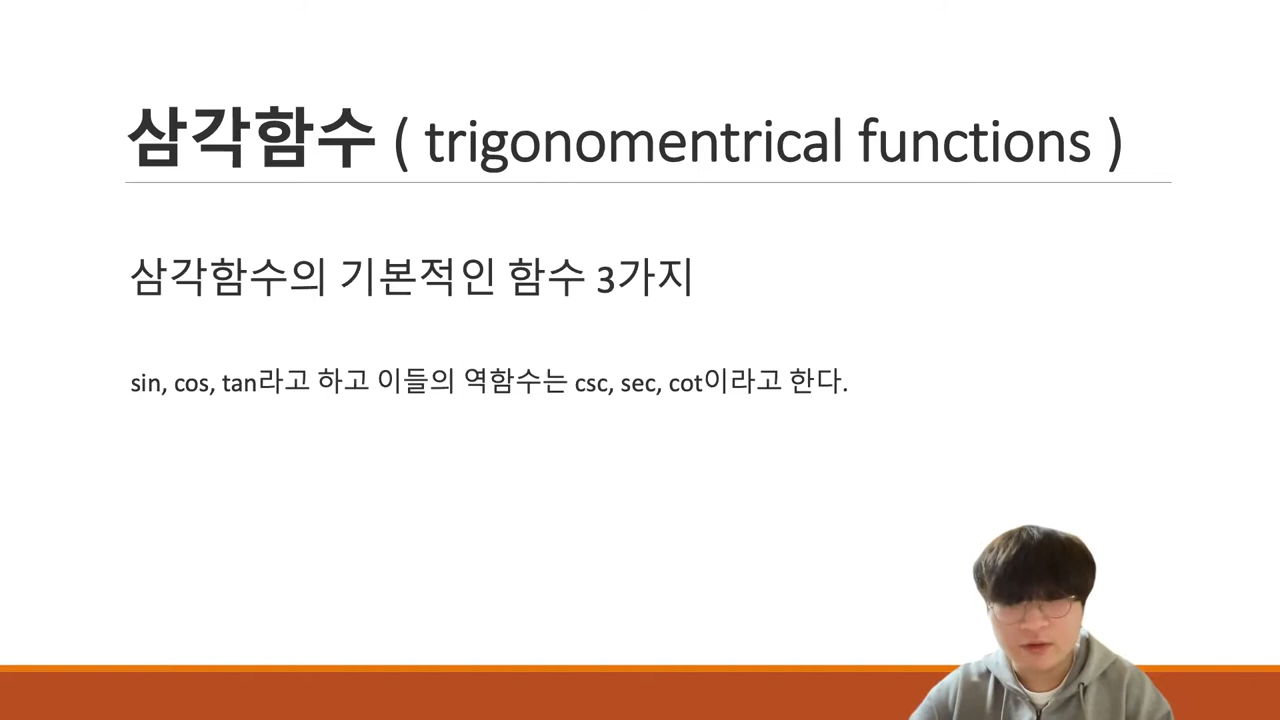 삼각함수 ( trigonomentrical functions )
삼각함수의 기본적인 함수 3가지
sin, cos, tan라고 하고 이들의 역함수는 csc, sec, cot이라고 한다.